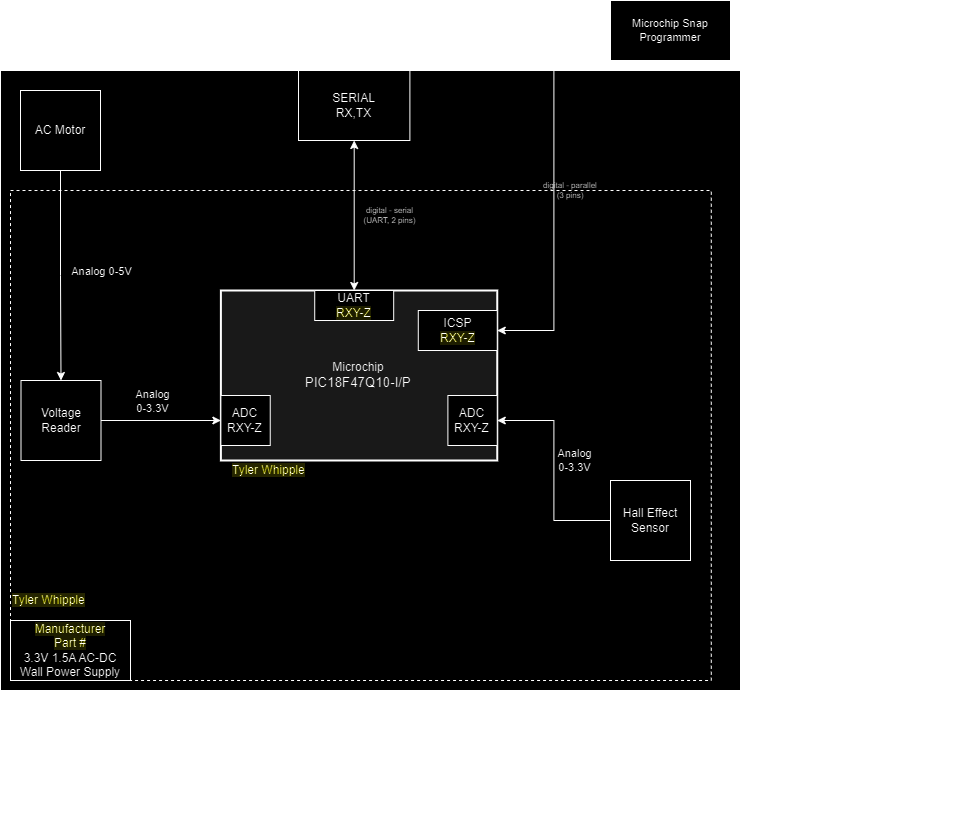 Microchip Snap
Programmer
SERIAL
RX,TX
AC Motor
digital - parallel
(3 pins)
digital - serial
(UART, 2 pins)
Analog 0-5V
UART
RXY-Z
ICSP
RXY-Z
Microchip
PIC18F47Q10-I/P
Analog
0-3.3V
Voltage
Reader
ADC
RXY-Z
ADC
RXY-Z
Analog
0-3.3V
Tyler Whipple
Hall Effect
Sensor
Tyler Whipple
Manufacturer
Part #
3.3V 1.5A AC-DC
Wall Power Supply